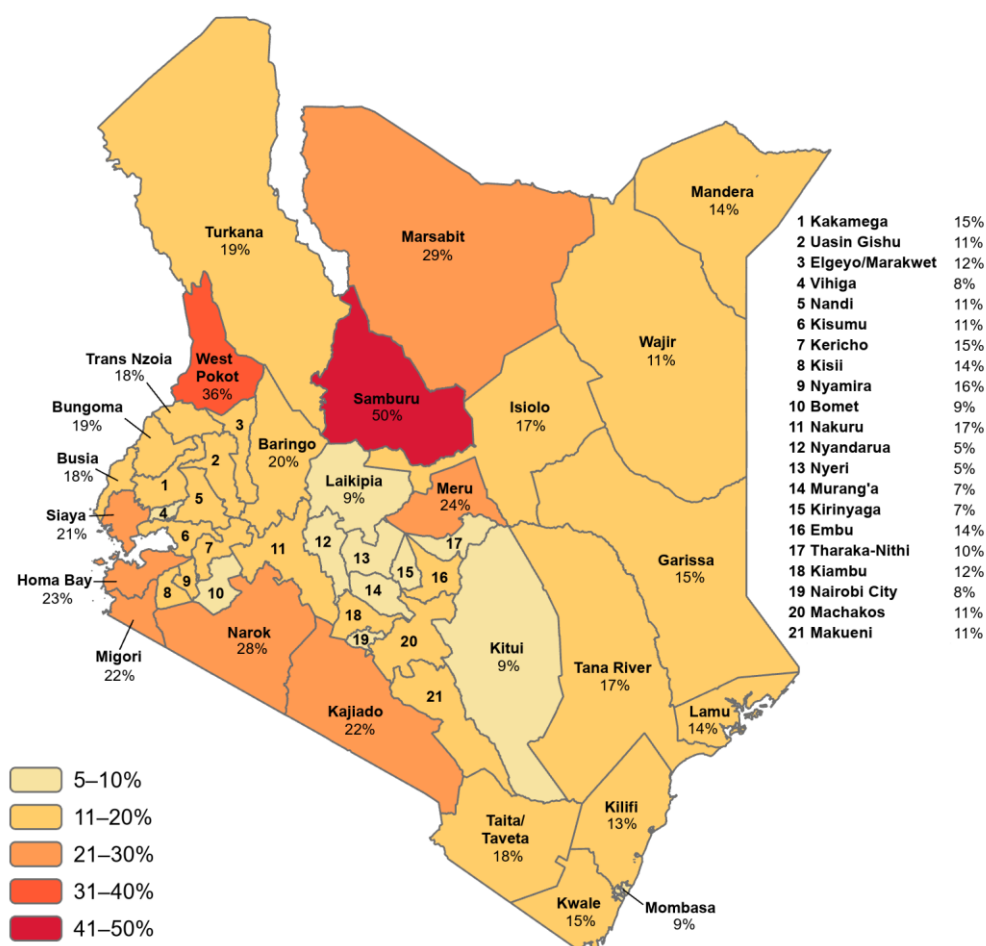 Mandera
14%
Turkana
19%
Marsabit
29%
Wajir
11%
Trans Nzoia
18%
West
Pokot
36%
Samburu
50%
Isiolo
17%
Bungoma
19%
3
Baringo
20%
2
Busia
18%
1
5
Laikipia
9%
Meru
24%
Siaya
21%
4
6
7
11
12
13
15
17
16
Garissa
15%
Homa Bay
23%
8
9
10
14
18
19
20
Narok
28%
Kitui
9%
Tana River
17%
Migori
22%
21
Kajiado
22%
Lamu
14%
Kilifi
13%
Taita/
Taveta
18%
Kwale
15%
Mombasa
9%
1 Kakamega 15%
2 Uasin Gishu 11%
3 Elgeyo/Marakwet 12%
4 Vihiga 8%
5 Nandi 11%
6 Kisumu 11%
7 Kericho 15%
8 Kisii 14%
9 Nyamira 16%
10 Bomet 9%
11 Nakuru 17%
12 Nyandarua 5%
13 Nyeri 5%
14 Murang'a 7%
15 Kirinyaga 7%
16 Embu 14%
17 Tharaka-Nithi 10%
18 Kiambu 12%
19 Nairobi City 8%
20 Machakos 11%
21 Makueni 11%
5–10%
11–20%
21–30%
31–40%
41–50%